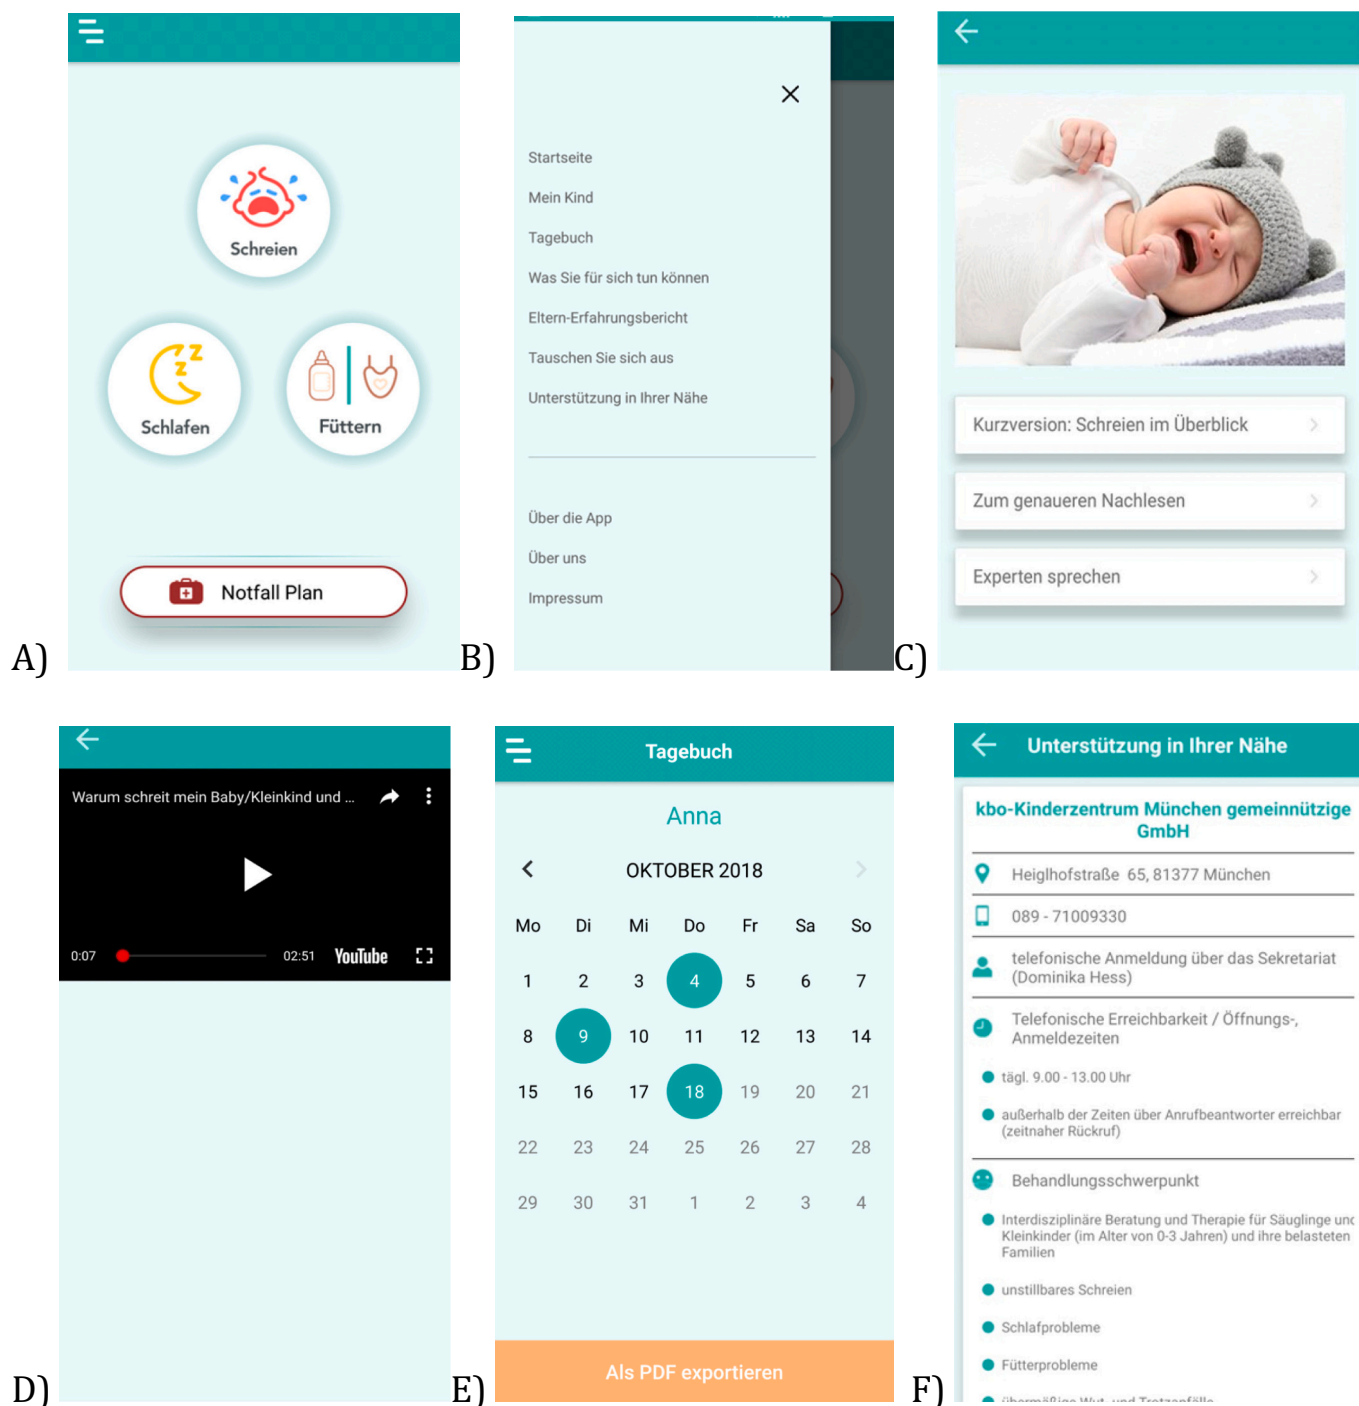 Schreien
Schlafen
Füttern
Notfall Plan
A)
Startseite
Mein Kind
Tagebuch
Was Sie für sich tun können
Eltern-Erfahrungsbericht
Tauschen Sie sich aus
Unterstützung in Ihrer Nähe
Über die App
Über uns
Impressum
B)
Kurzversion: Schreien im Überblick
Zum genaueren Nachlesen
Experten sprechen
C)
Warum schreit mein Baby/Kleinkind und ...
0:07 02:51 YouTube
D)
Tagebuch
Anna
OKTOBER 2018
Mo Di Mi Do Fr Sa So
1 2 3 4 5 6 7
8 9 10 11 12 13 14
15 16 17 18 19 20 21
22 23 24 25 26 27 28
29 30 31 1 2 3 4
Als PDF exportieren
E)
Unterstützung in Ihrer Nähe
kbo-Kinderzentrum München gemeinnützige
GmbH
Heiglhofstraße 65, 81377 München
089 - 71009330
telefonische Anmeldung über das Sekretariat
(Dominika Hess)
Telefonische Erreichbarkeit / Öffnungs-,
Anmeldezeiten
tägl. 9.00 - 13.00 Uhr
außerhalb der Zeiten über Anrufbeantworter erreichbar
(zeitnaher Rückruf)
Behandlungsschwerpunkt
Interdisziplinäre Beratung und Therapie für Säuglinge und
Kleinkinder (im Alter von 0-3 Jahren) und ihre belasteten
Familien
unstillbares Schreien
Schlafprobleme
Fütterprobleme
übermäßige Wut- und Trotzanfälle
F)